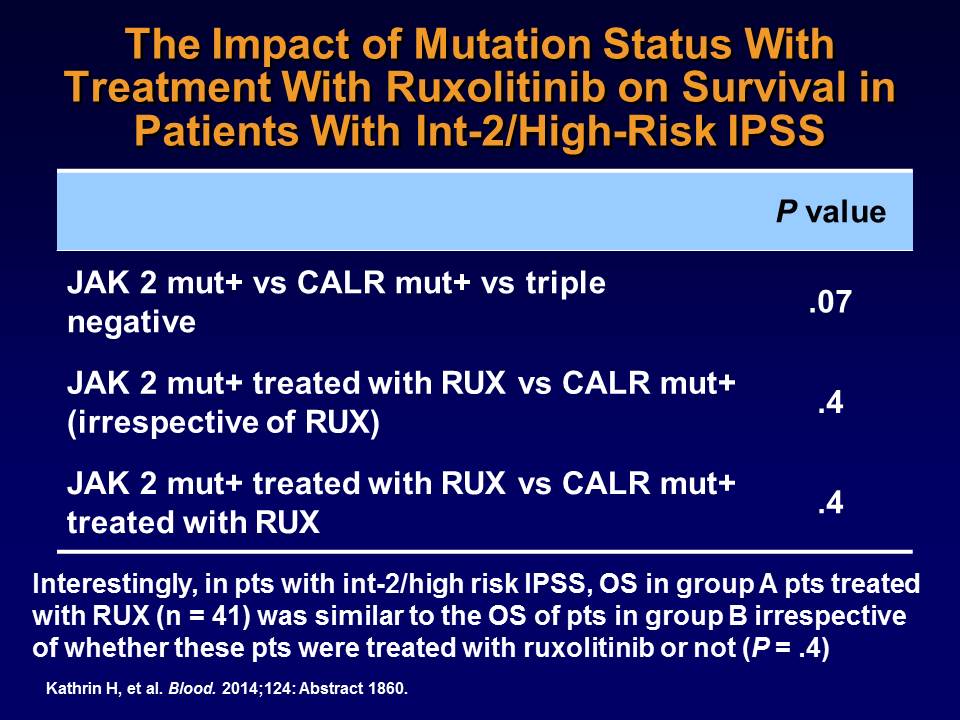 The Impact of Mutation Status With
Treatment With Ruxolitinib on Survival in
Patients With Int-2/High-Risk IPSS
P value
JAK 2 mut+ vs CALR mut+ vs triple
negative
.07
JAK 2 mut+ treated with RUX vs CALR mut+
(irrespective of RUX)
.4
JAK 2 mut+ treated with RUX vs CALR mut+
treated with RUX
.4
Interestingly, in pts with int-2/high risk IPSS, OS in group A pts treated
with RUX (n = 41) was similar to the OS of pts in group B irrespective
of whether these pts were treated with ruxolitinib or not (P = .4)
Kathrin H, et al. Blood. 2014;124: Abstract 1860.